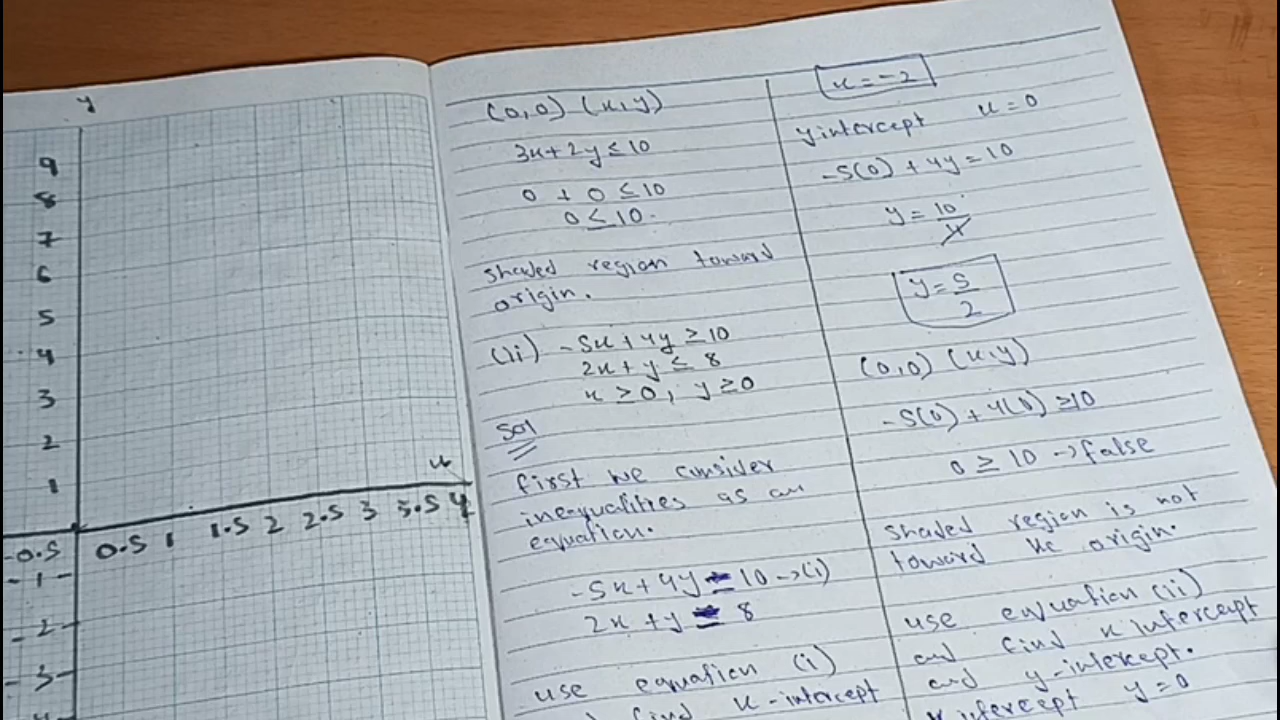 y
9
8
7
6
5
4
3
2
1
x
-0.5 0.5 1 1.5 2 2.5 3 3.5 4
-1
-2
-3
(0,0) (x,y)
3x+2y≤10
0 + 0 ≤10
0≤10.
shaded region toward
origin.
(ii) -5x+4y≥10
2x+y≤8
x≥0, y≥0
Sol
first we consider
inequalities as an
equation.
-5x+4y=10→(i)
2x+y=8
use equation (i)
find x-intercept
x=-2
y intercept x=0
-5(0)+4y=10
y=10/4
y=5/2
(0,0) (x,y)
-5(0)+4(0)≥10
0≥10→false
shaded region is not
toward the origin.
use equation (ii)
and find x intercept
and y-intercept.
x intercept y=0